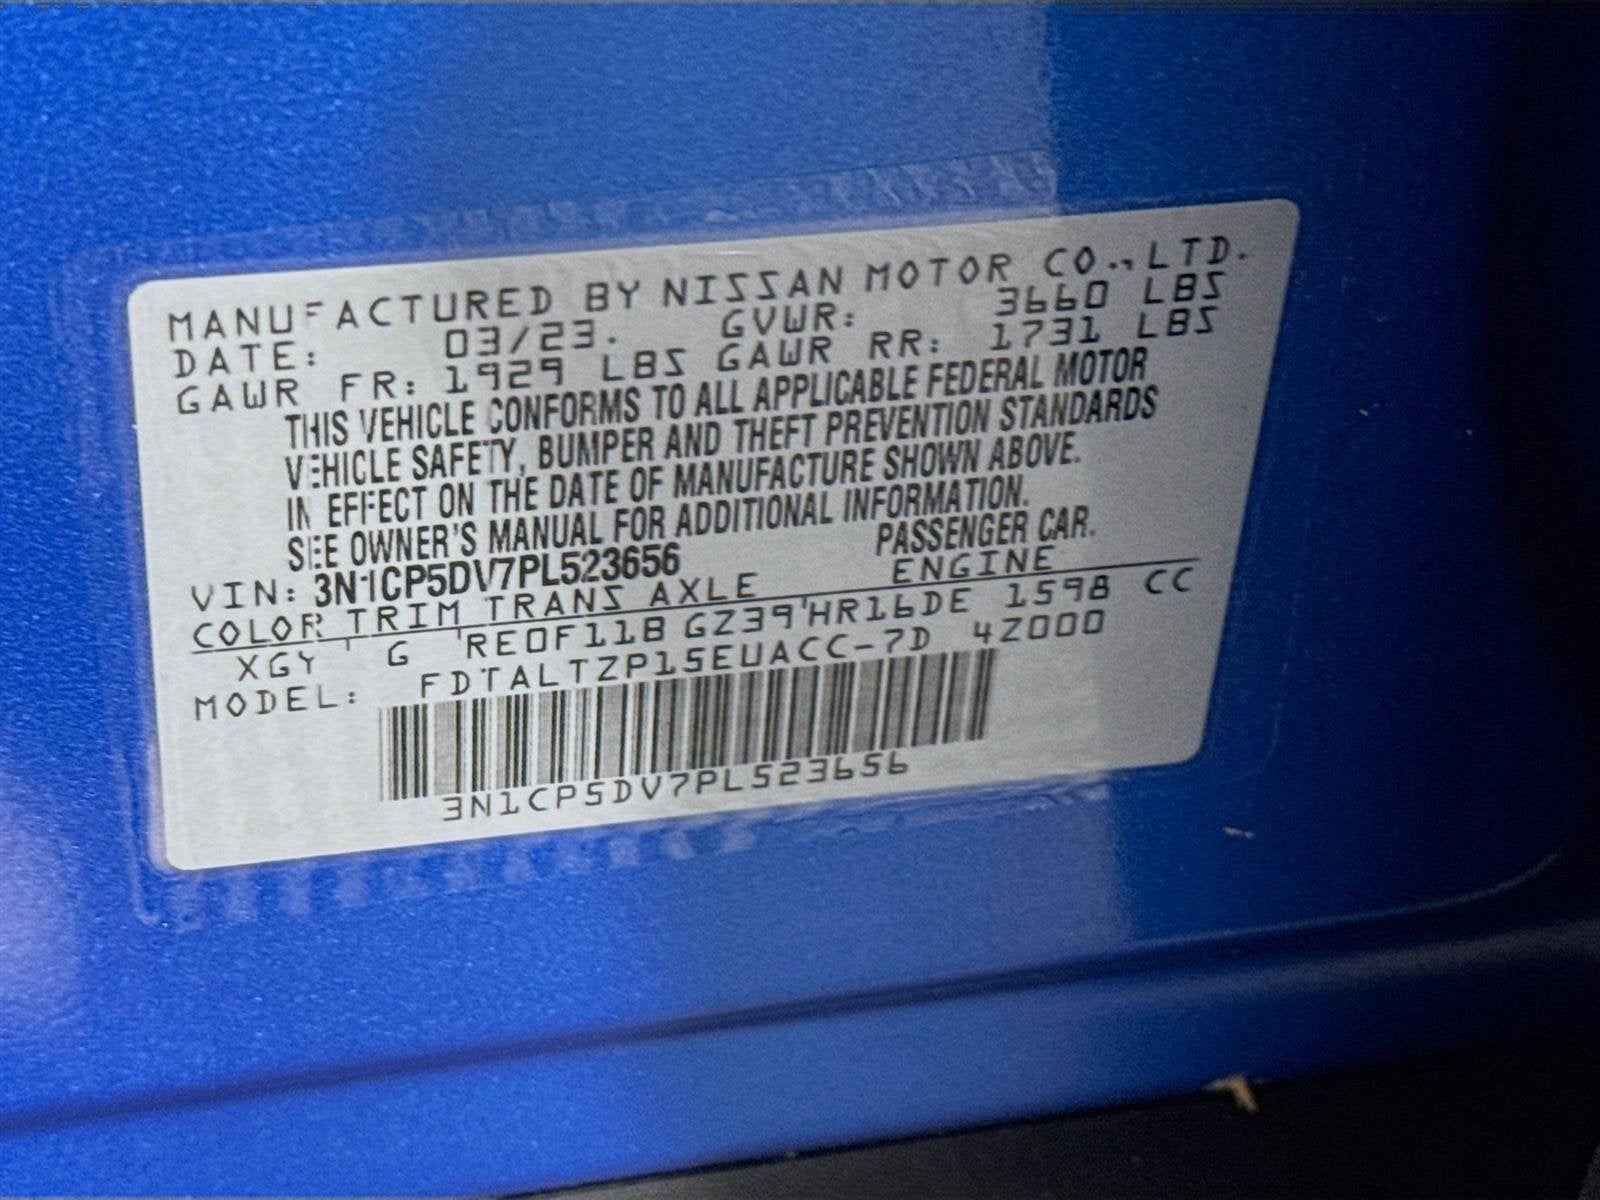 MANUFACTURED BY NISSAN MOTOR CO., LTD.
DATE: 03/23. GVWR: 3660 LBS
GAWR FR: 1929 LBS GAWR RR: 1731 LBS
THIS VEHICLE CONFORMS TO ALL APPLICABLE FEDERAL MOTOR
VEHICLE SAFETY, BUMPER AND THEFT PREVENTION STANDARDS
IN EFFECT ON THE DATE OF MANUFACTURE SHOWN ABOVE.
SEE OWNER'S MANUAL FOR ADDITIONAL INFORMATION.
VIN: 3N1CP5DV7PL523656 PASSENGER CAR.
COLOR TRIM TRANS AXLE ENGINE
XGY G RE0F11B GZ39 HR16DE 1598 CC
MODEL: FDTALTZP15EUACC-7D 4Z000
3N1CP5DV7PL523656